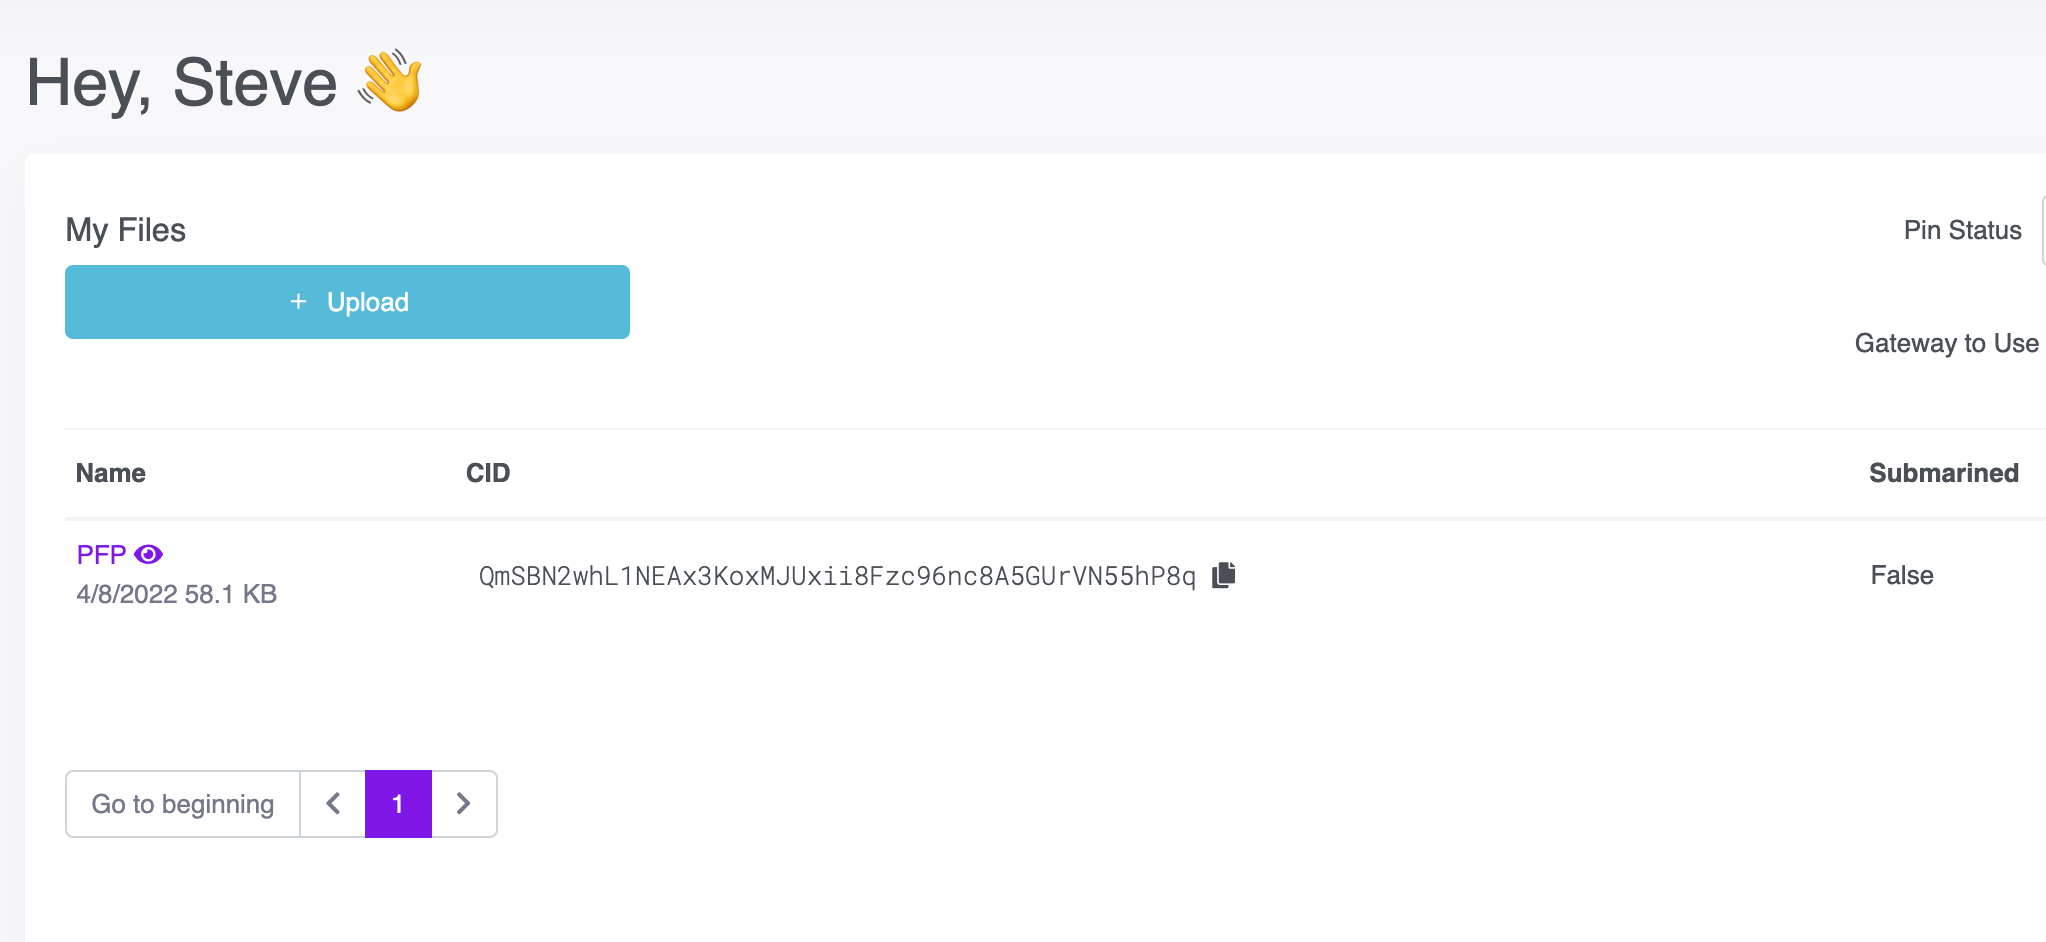 Hey, Steve 👋
My Files
Pin Status
+ Upload
Gateway to Use
Name CID Submarined
PFP
QmSBN2whL1NEAx3KoxMJUxii8Fzc96nc8A5GUrVN55hP8q False
4/8/2022 58.1 KB
Go to beginning 1